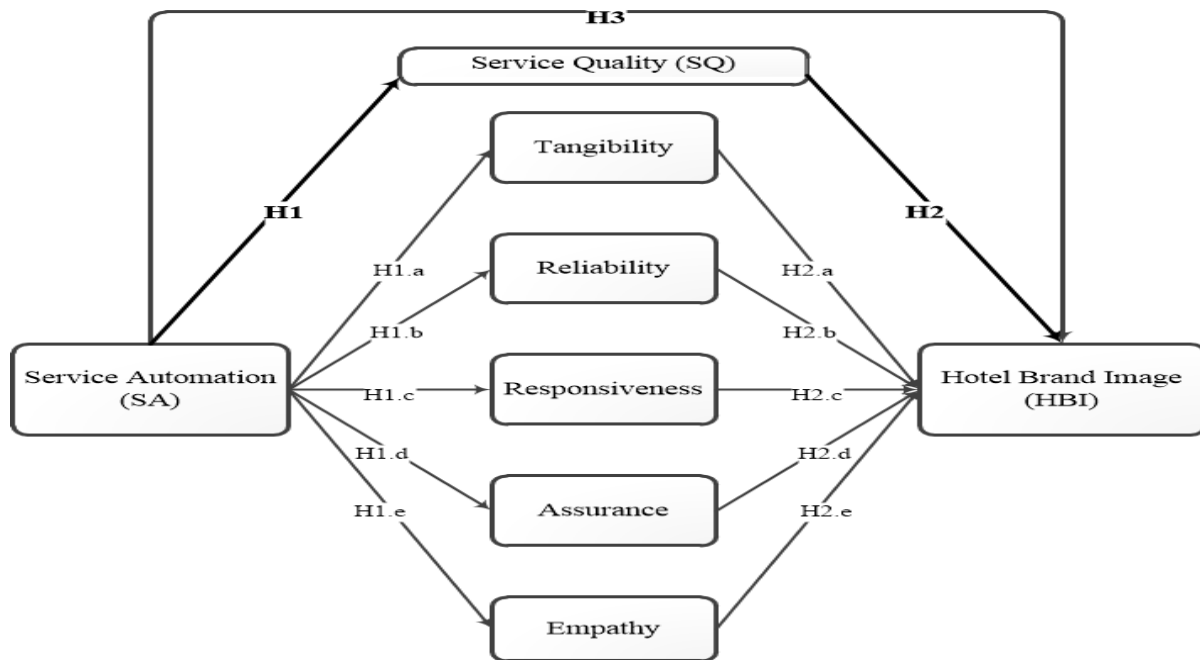 H3
Service Quality (SQ)
Tangibility
H1
H2
H1.a
H2.a
Reliability
H1.b
H2.b
Service Automation
(SA)
H1.c
Responsiveness
H2.c
Hotel Brand Image
(HBI)
H1.d
H2.d
Assurance
H1.e
H2.e
Empathy